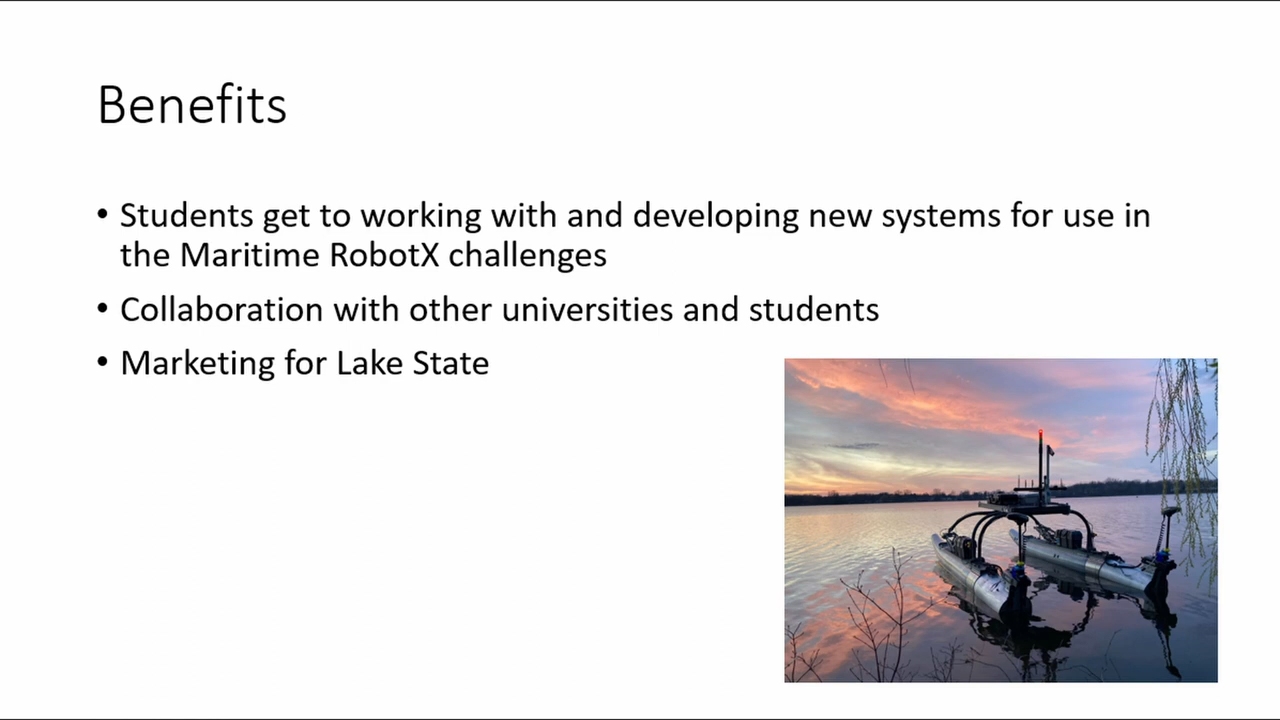 Benefits
• Students get to working with and developing new systems for use in
the Maritime RobotX challenges
• Collaboration with other universities and students
• Marketing for Lake State